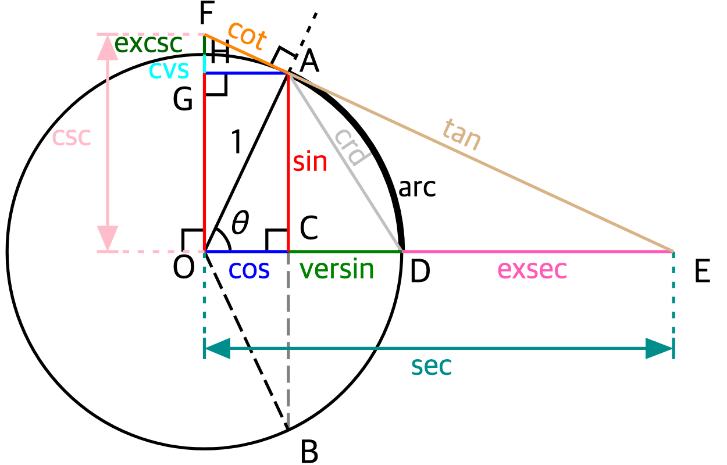 F
cot
excsc
H
A
cvs
G
csc
1
tan
crd
sin
arc
θ
C
O
cos
versin
D
exsec
E
sec
B